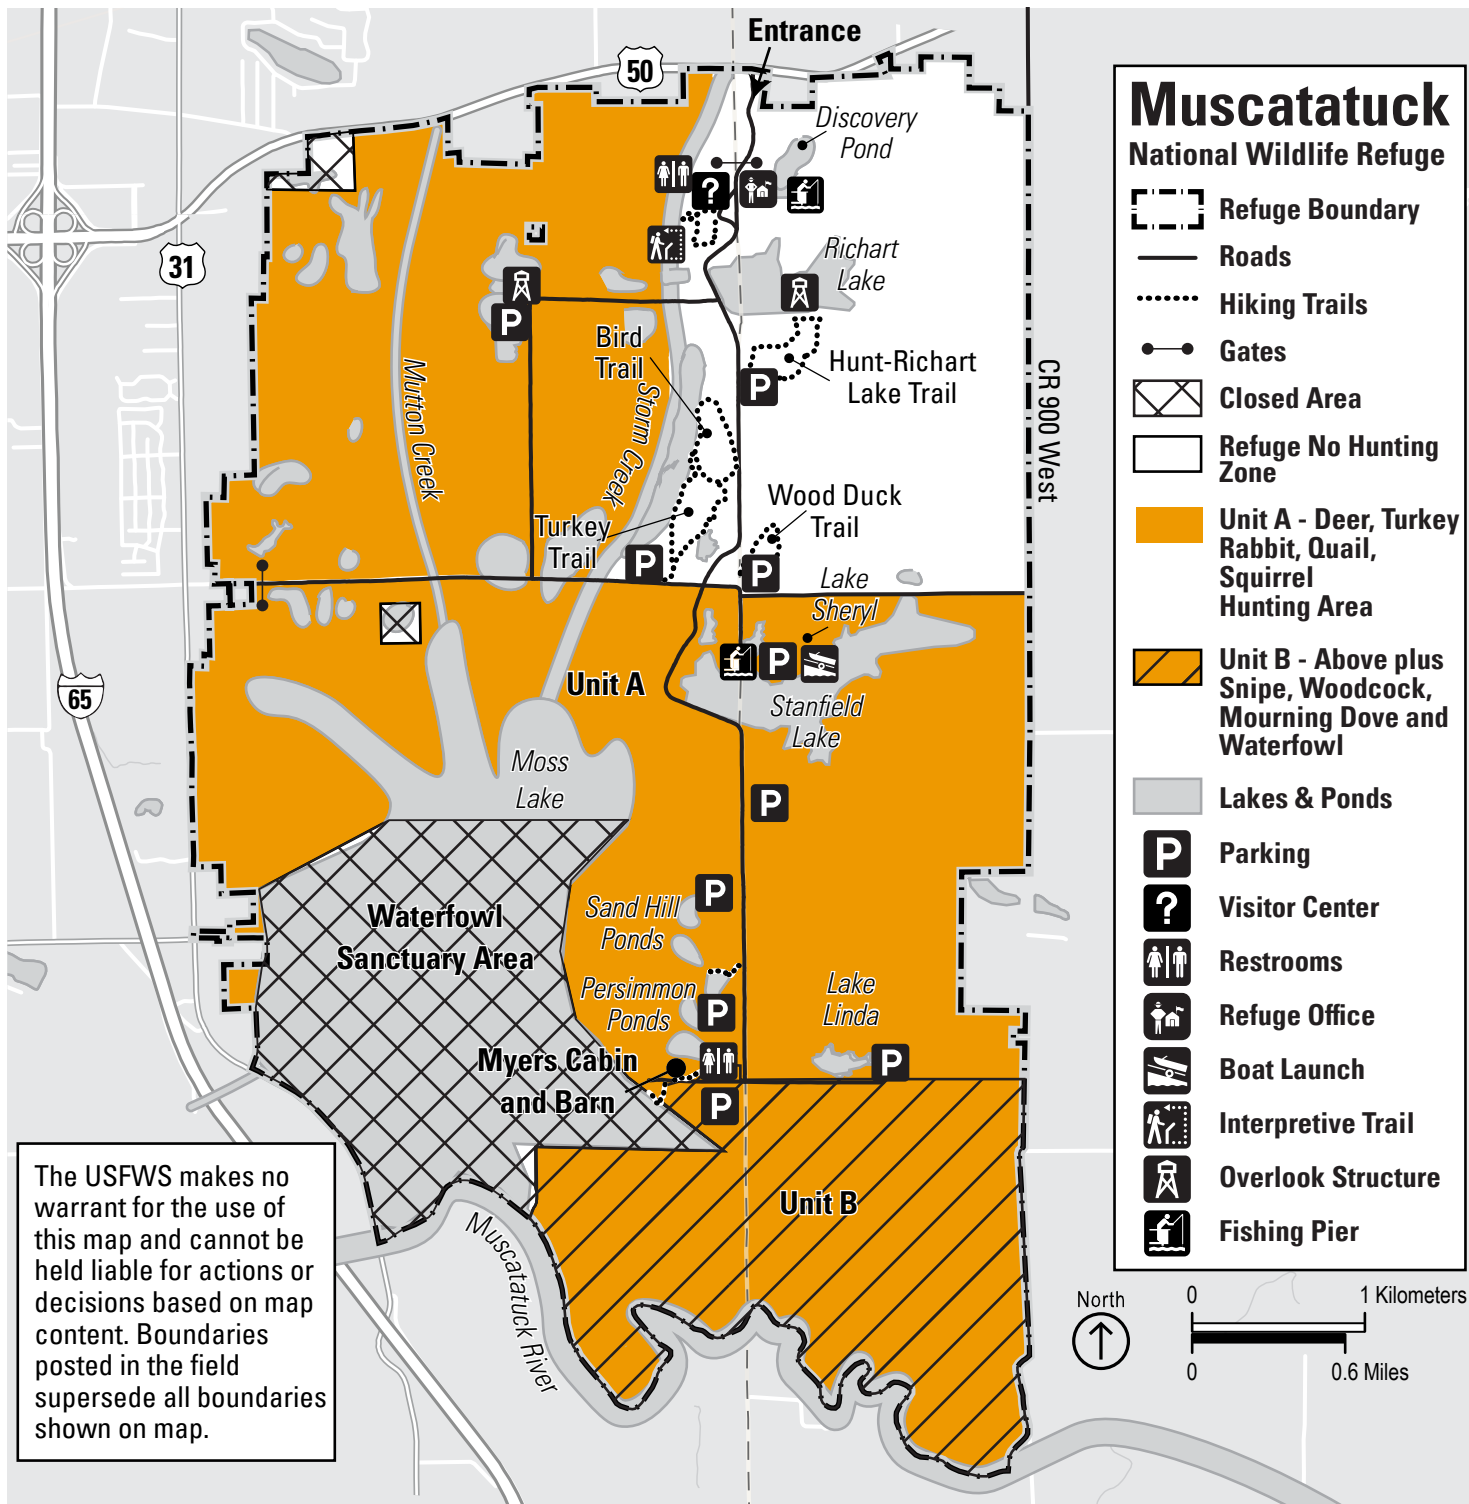 Entrance
50
Discovery
Pond
?
31
Richart
Lake
P
Bird
Trail
Hunt-Richart
Lake Trail
P
Mutton Creek
Storm Creek
CR 900 West
Wood Duck
Trail
Turkey
Trail
P
P
Lake
Sheryl
P
Unit A
65
Stanfield
Lake
Moss
Lake
P
P
Sand Hill
Ponds
Waterfowl
Sanctuary Area
Persimmon
Ponds
P
Lake
Linda
Myers Cabin
and Barn
P
P
Unit B
Muscatatuck River
The USFWS makes no
warrant for the use of
this map and cannot be
held liable for actions or
decisions based on map
content. Boundaries
posted in the field
supersede all boundaries
shown on map.
Muscatatuck
National Wildlife Refuge
Refuge Boundary
Roads
Hiking Trails
Gates
Closed Area
Refuge No Hunting
Zone
Unit A - Deer, Turkey
Rabbit, Quail,
Squirrel
Hunting Area
Unit B - Above plus
Snipe, Woodcock,
Mourning Dove and
Waterfowl
Lakes & Ponds
P
Parking
?
Visitor Center
Restrooms
Refuge Office
Boat Launch
Interpretive Trail
Overlook Structure
Fishing Pier
North
0
1 Kilometers
0
0.6 Miles